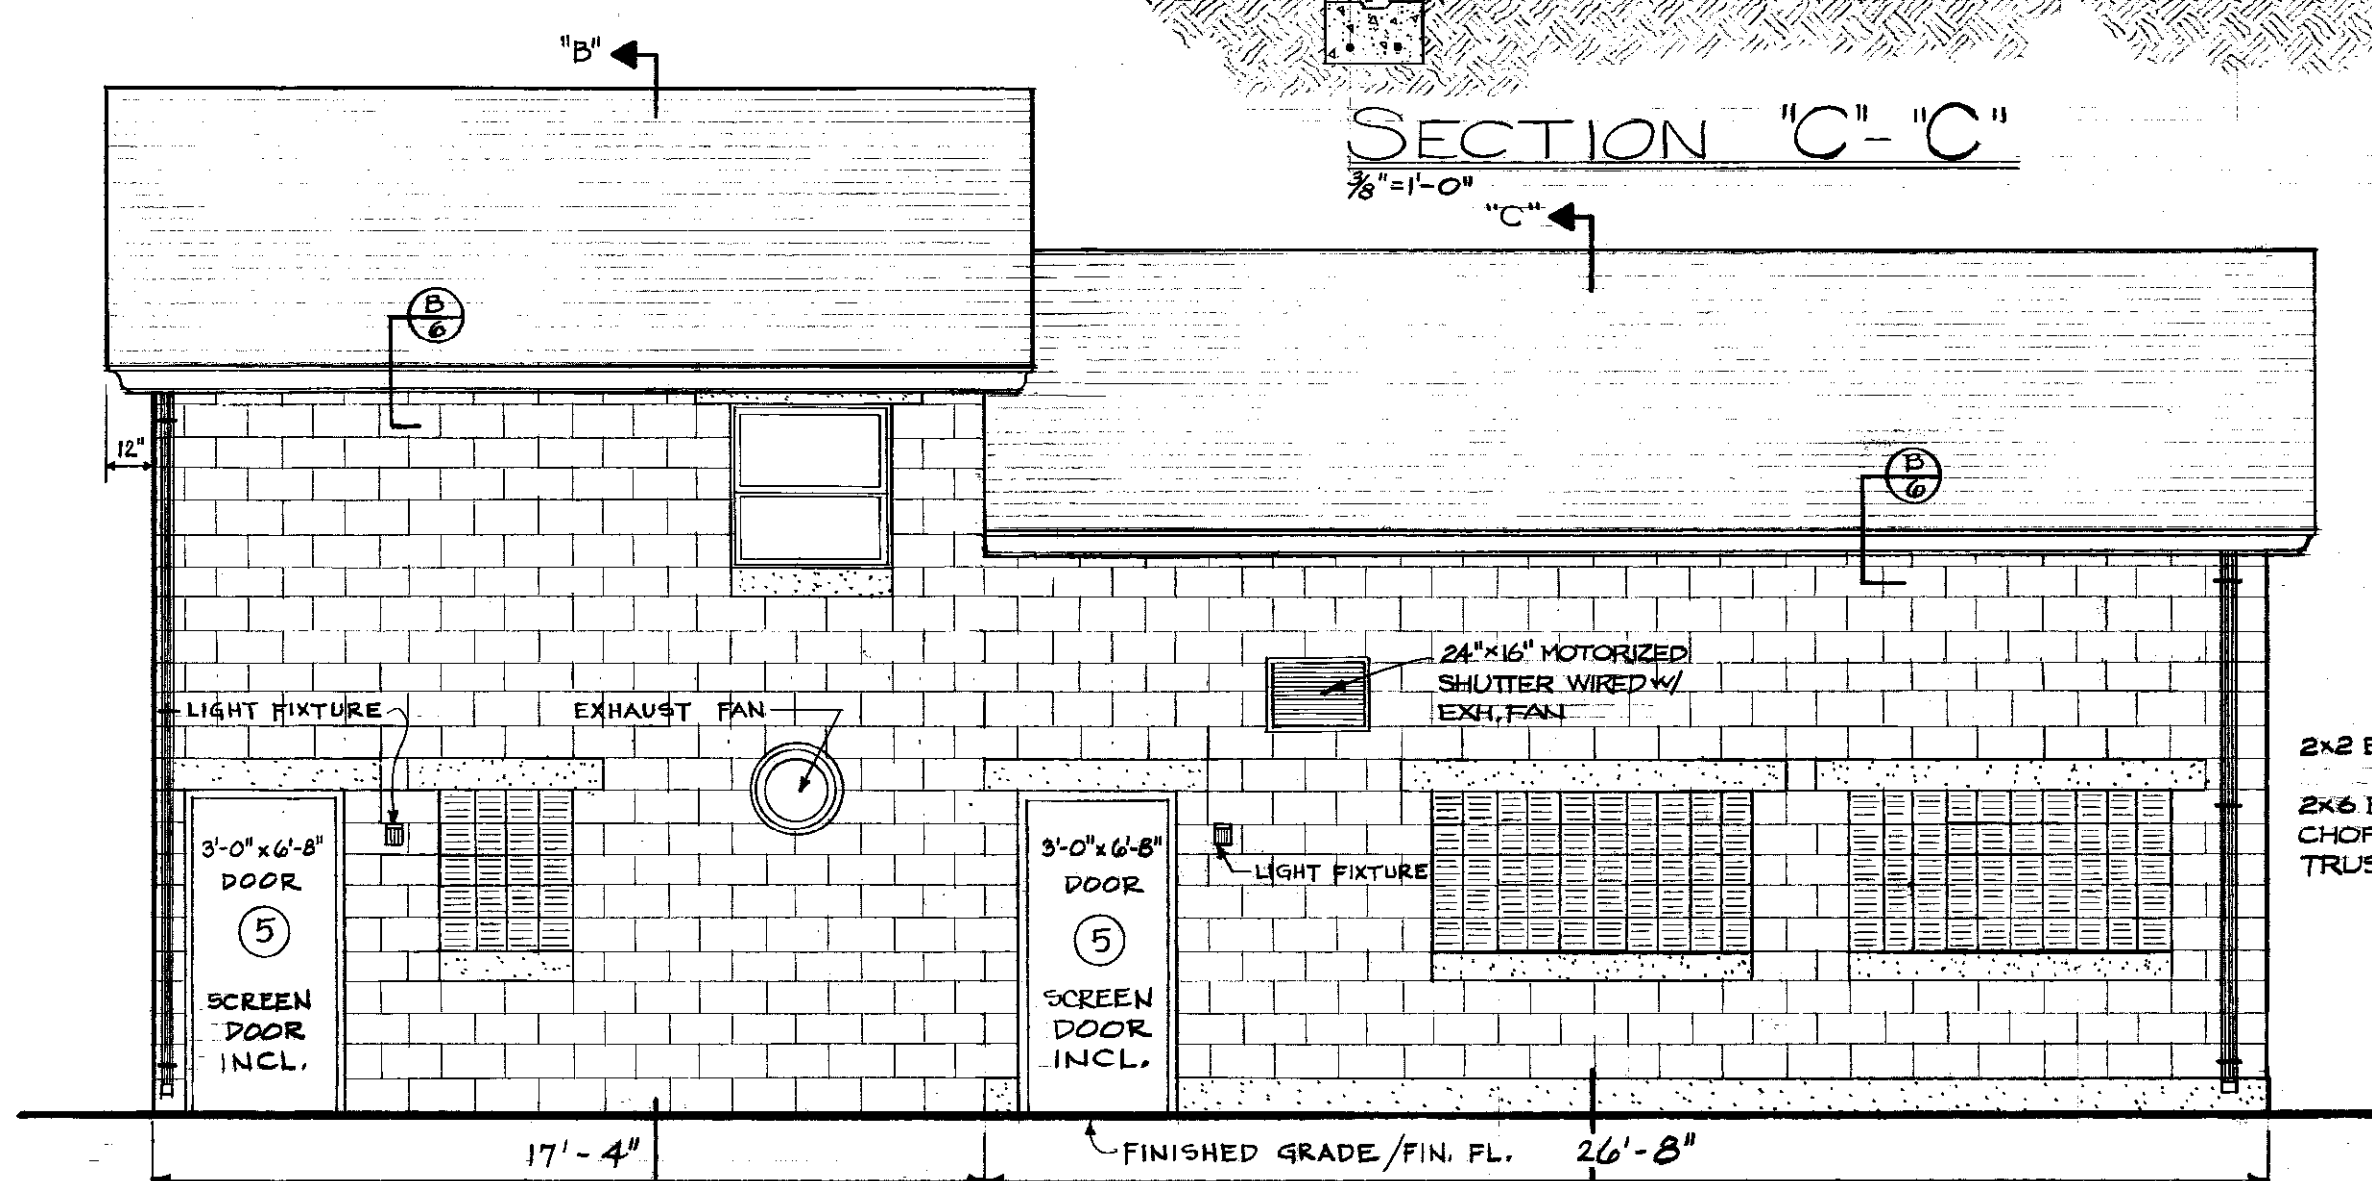 "B"
SECTION "C"-"C"
3/8"=1'-0"
"C"
B
6
12"
B
6
24"x16" MOTORIZED
SHUTTER WIRED W/
EXH. FAN
LIGHT FIXTURE
EXHAUST FAN
2x2
2x6
3'-0"x6'-8"
DOOR
5
SCREEN
DOOR
INCL.
3'-0"x6'-8"
DOOR
5
SCREEN
DOOR
INCL.
LIGHT FIXTURE
17'-4"
FINISHED GRADE/FIN. FL.
26'-8"